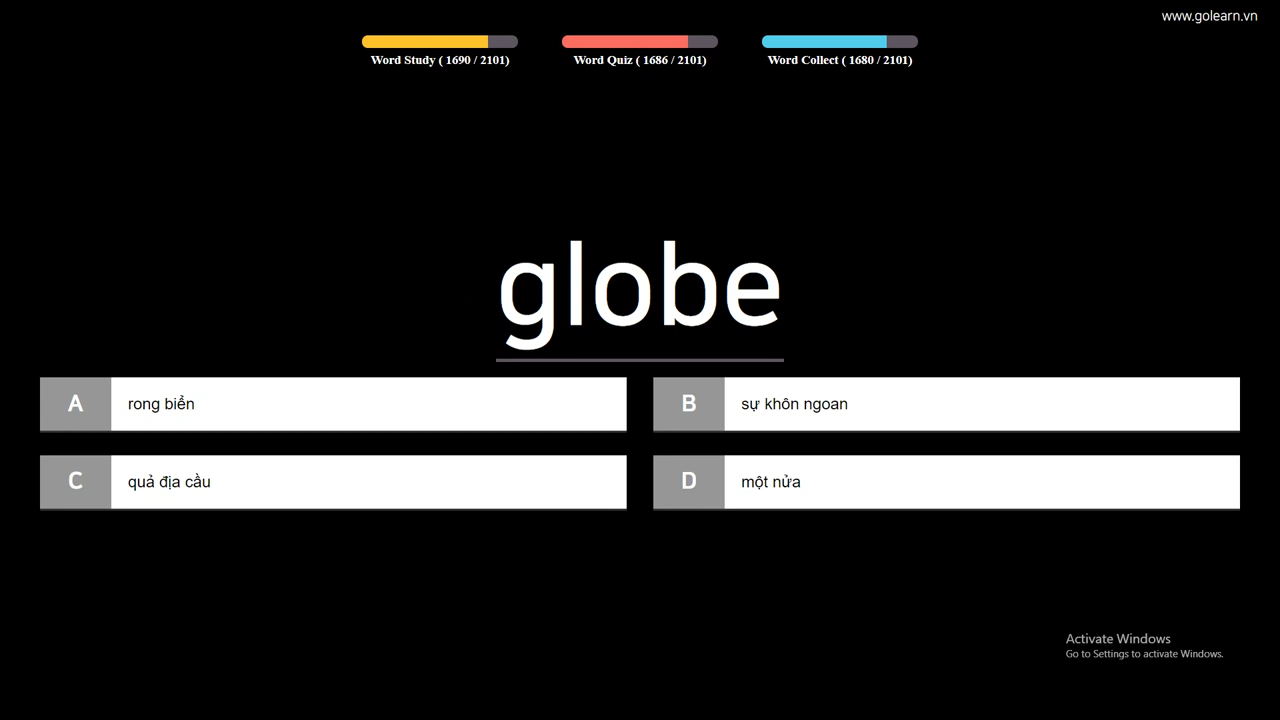 www.golearn.vn
Word Study ( 1690 / 2101)
Word Quiz ( 1686 / 2101)
Word Collect ( 1680 / 2101)
globe
A rong biển
B sự khôn ngoan
C quả địa cầu
D một nửa
Activate Windows
Go to Settings to activate Windows.